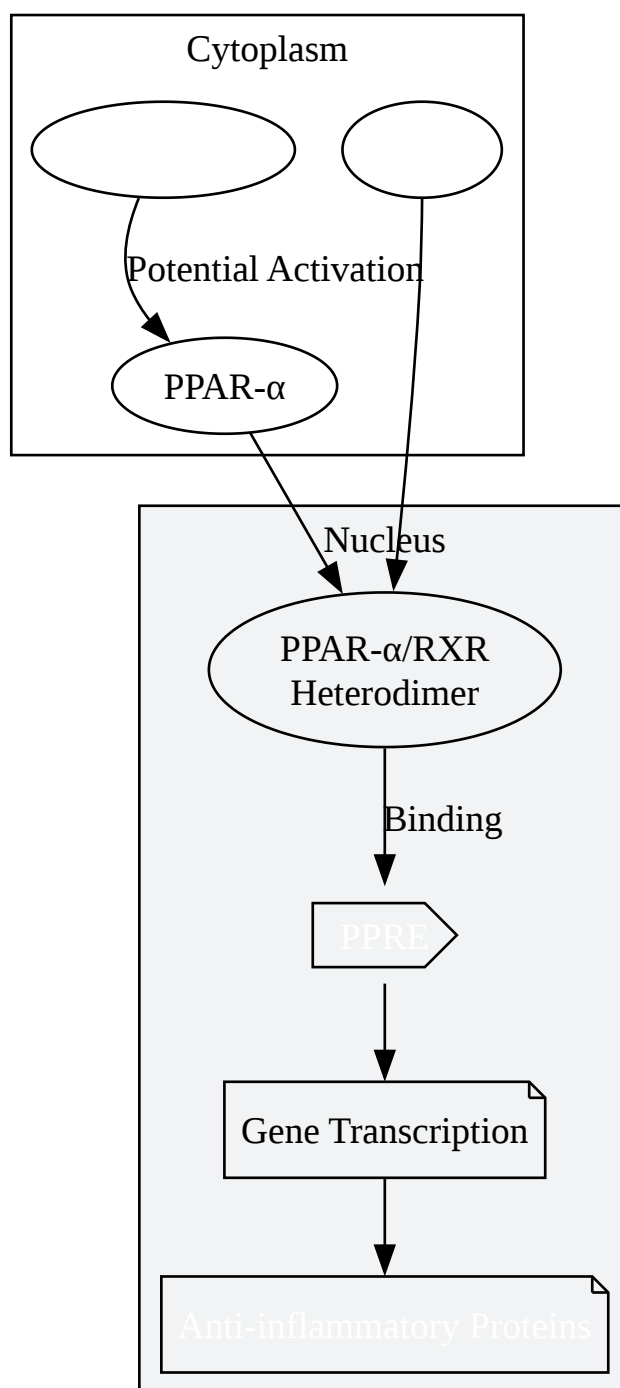 Cytoplasm
Potential Activation
PPAR-α
Nucleus
PPAR-α/RXR
Heterodimer
Binding
PPRE
Gene Transcription
Anti-inflammatory Proteins